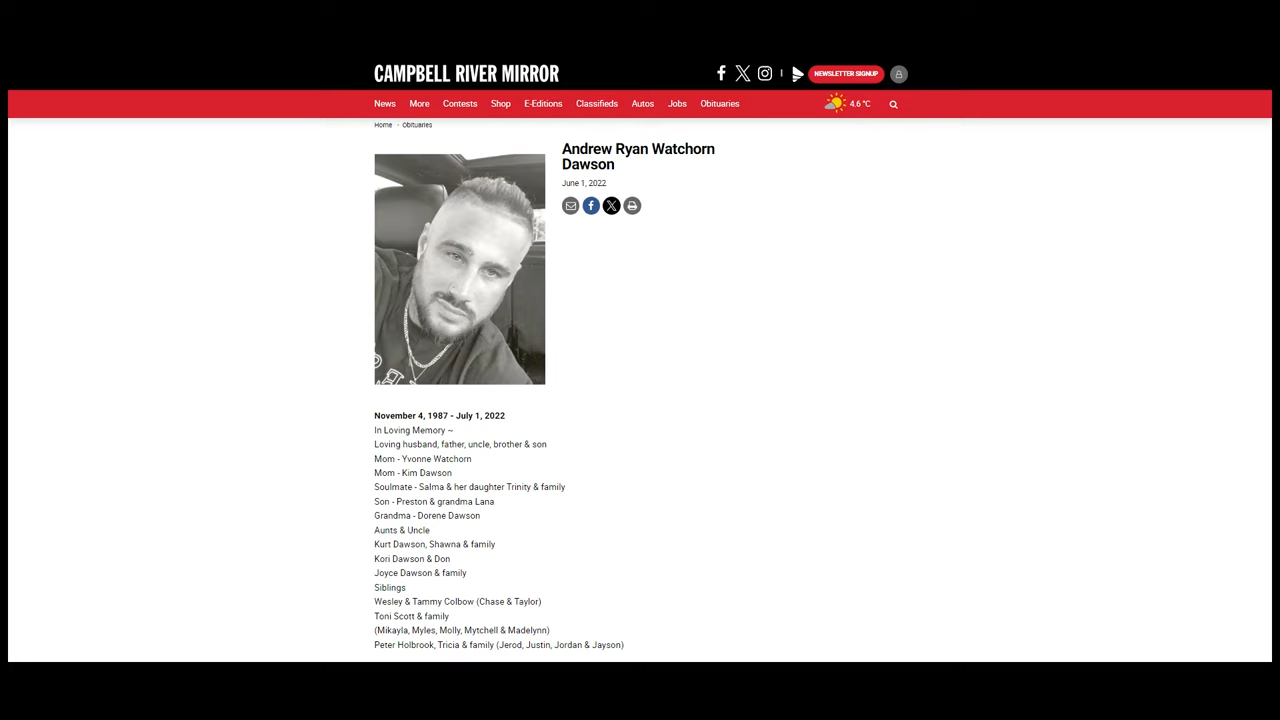 CAMPBELL RIVER MIRROR
NEWSLETTER SIGNUP
News More Contests Shop E-Editions Classifieds Autos Jobs Obituaries 4.6 °C
Home › Obituaries
Andrew Ryan Watchorn
Dawson
June 1, 2022
November 4, 1987 - July 1, 2022
In Loving Memory ~
Loving husband, father, uncle, brother & son
Mom - Yvonne Watchorn
Mom - Kim Dawson
Soulmate - Salma & her daughter Trinity & family
Son - Preston & grandma Lana
Grandma - Dorene Dawson
Aunts & Uncle
Kurt Dawson, Shawna & family
Kori Dawson & Don
Joyce Dawson & family
Siblings
Wesley & Tammy Colbow (Chase & Taylor)
Toni Scott & family
(Mikayla, Myles, Molly, Mytchell & Madelynn)
Peter Holbrook, Tricia & family (Jerod, Justin, Jordan & Jayson)